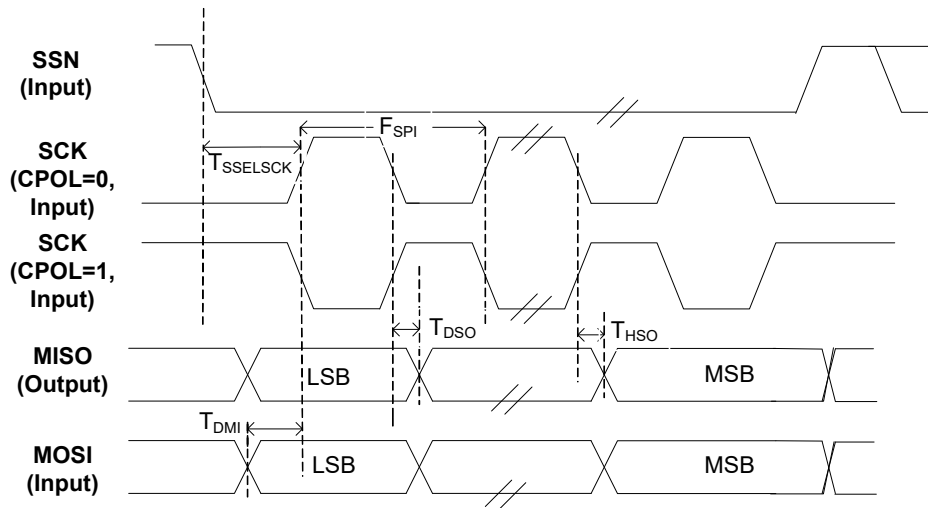 SSN
(Input)
F_SPI
SCK
(CPOL=0,
Input)
T_SSELSCK
SCK
(CPOL=1,
Input)
T_DSO
T_HSO
MISO
(Output)
LSB
MSB
T_DMI
MOSI
(Input)
LSB
MSB